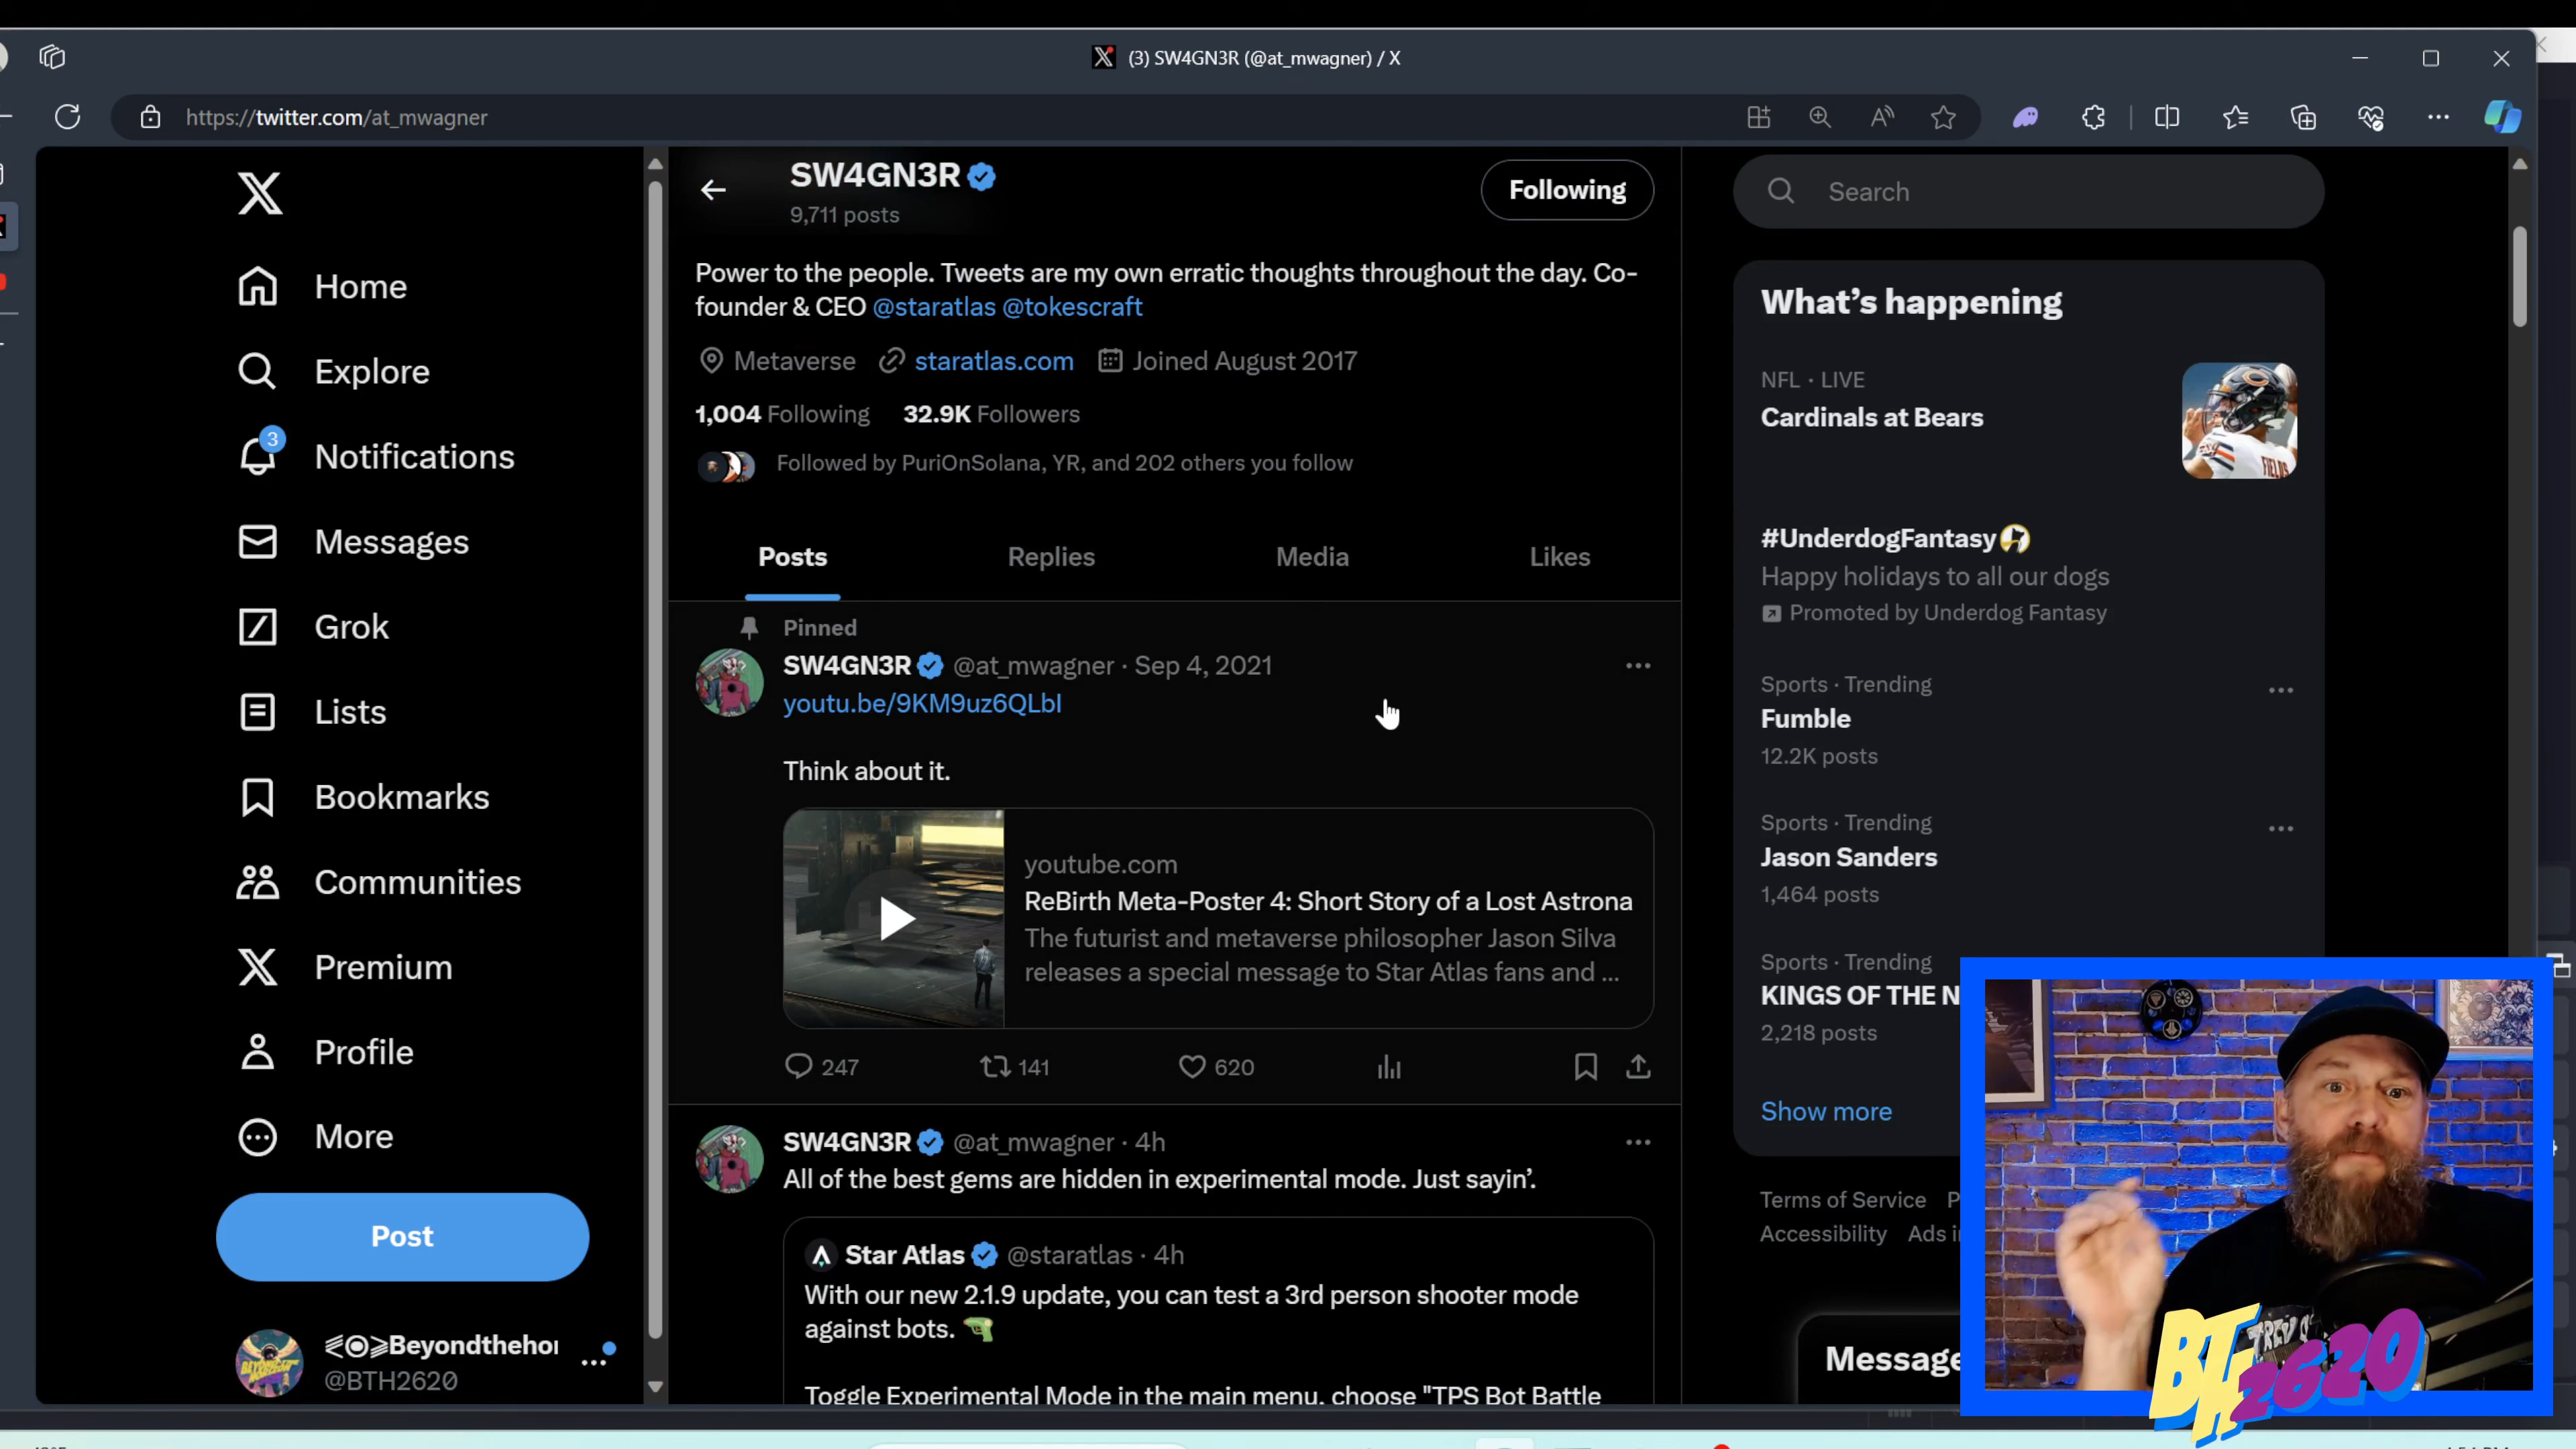 (3) SW4GN3R (@at_mwagner) / X
https://twitter.com/at_mwagner
SW4GN3R
9,711 posts
Following
Search
Home
Explore
3
Notifications
Messages
Grok
Lists
Bookmarks
Communities
Premium
Profile
More
Post
Beyondthehor
@BTH2620
Power to the people. Tweets are my own erratic thoughts throughout the day. Co-
founder & CEO @staratlas @tokescraft
Metaverse staratlas.com Joined August 2017
1,004 Following 32.9K Followers
Followed by PuriOnSolana, YR, and 202 others you follow
Posts Replies Media Likes
Pinned
SW4GN3R @at_mwagner · Sep 4, 2021
youtu.be/9KM9uz6QLbI
Think about it.
youtube.com
ReBirth Meta-Poster 4: Short Story of a Lost Astrona
The futurist and metaverse philosopher Jason Silva
releases a special message to Star Atlas fans and ...
247 141 620
SW4GN3R @at_mwagner · 4h
All of the best gems are hidden in experimental mode. Just sayin’.
Star Atlas @staratlas · 4h
With our new 2.1.9 update, you can test a 3rd person shooter mode
against bots.
Toggle Experimental Mode in the main menu, choose "TPS Bot Battle
What’s happening
NFL · LIVE
Cardinals at Bears
FIELDS
#UnderdogFantasy
Happy holidays to all our dogs
Promoted by Underdog Fantasy
Sports · Trending
Fumble
12.2K posts
Sports · Trending
Jason Sanders
1,464 posts
Sports · Trending
KINGS OF THE N
2,218 posts
Show more
Terms of Service P
Accessibility Ads i
Message
BTH
2620